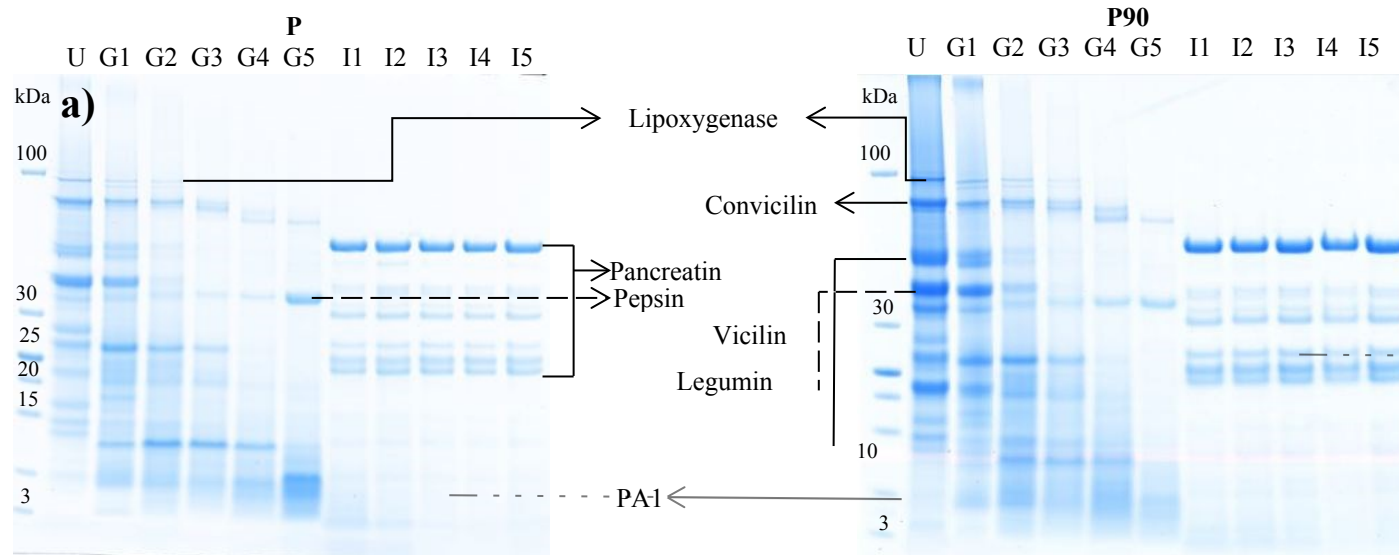 P
P90
U G1 G2 G3 G4 G5 I1 I2 I3 I4 I5
U G1 G2 G3 G4 G5 I1 I2 I3 I4 I5
kDa
a)
kDa
Lipoxygenase
100
100
Convicilin
Pancreatin
30
Pepsin
30
25
Vicilin
20
Legumin
15
10
3
PA-1
3